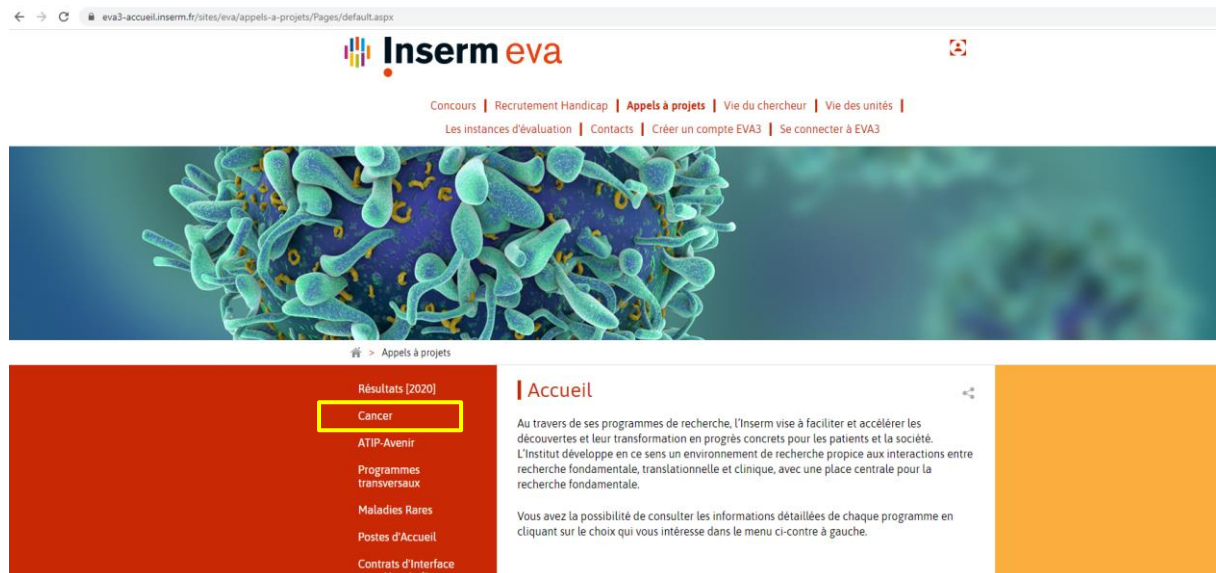 eva3-accueil.inserm.fr/sites/eva/appels-a-projets/Pages/default.aspx
Inserm eva
Concours | Recrutement Handicap | Appels à projets | Vie du chercheur | Vie des unités |
Les instances d'évaluation | Contacts | Créer un compte EVA3 | Se connecter à EVA3
> Appels à projets
Résultats [2020]
Cancer
ATIP-Avenir
Programmes
transversaux
Maladies Rares
Postes d'Accueil
Contrats d'Interface
Accueil
Au travers de ses programmes de recherche, l'Inserm vise à faciliter et accélérer les
découvertes et leur transformation en progrès concrets pour les patients et la société.
L'Institut développe en ce sens un environnement de recherche propice aux interactions entre
recherche fondamentale, translationnelle et clinique, avec une place centrale pour la
recherche fondamentale.
Vous avez la possibilité de consulter les informations détaillées de chaque programme en
cliquant sur le choix qui vous intéresse dans le menu ci-contre à gauche.